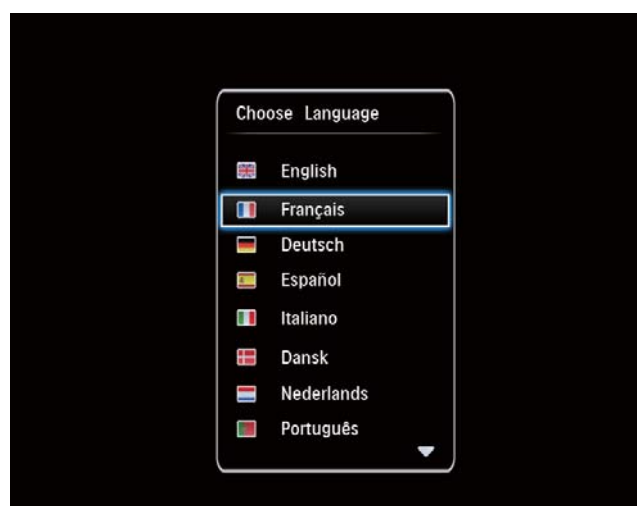 Choose Language
English
Français
Deutsch
Español
Italiano
Dansk
Nederlands
Português